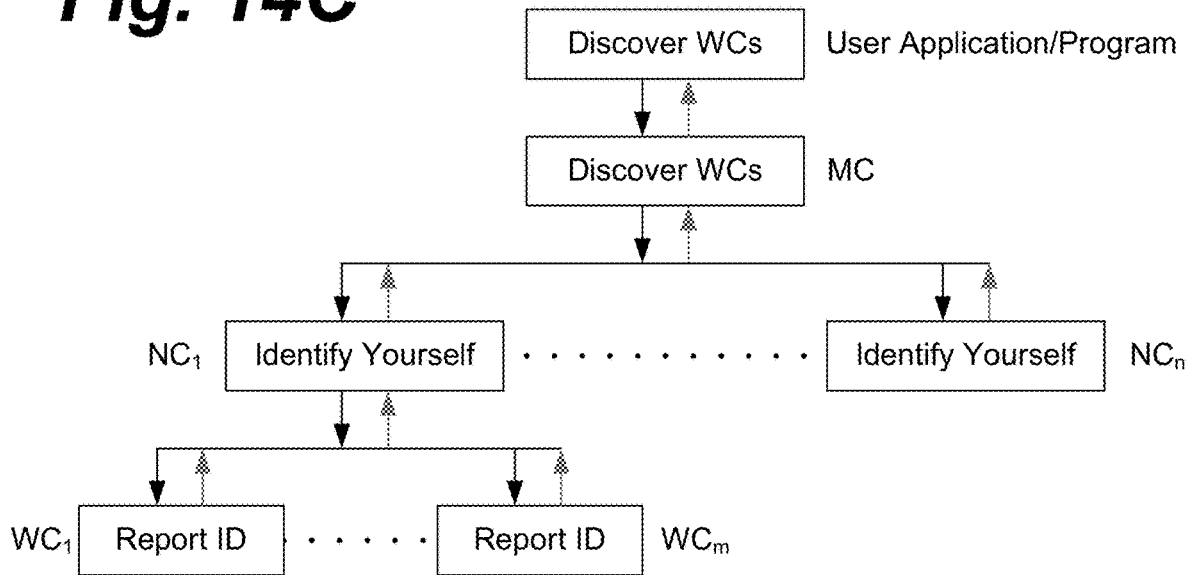 Fig. 14C
Discover WCs User Application/Program
Discover WCs MC
NC₁ Identify Yourself . . . . . . . . . . . Identify Yourself NCₙ
WC₁ Report ID . . . . . . Report ID WCₘ